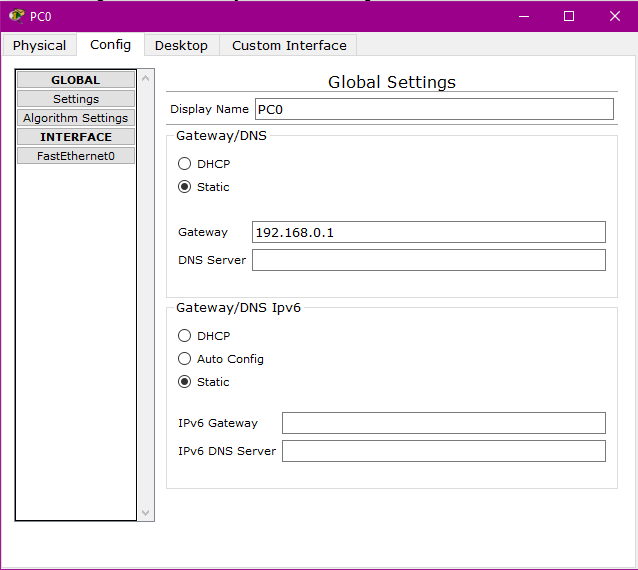 PC0
Physical Config Desktop Custom Interface
GLOBAL
Settings
Algorithm Settings
INTERFACE
FastEthernet0
Global Settings
Display Name PC0
Gateway/DNS
DHCP
Static
Gateway 192.168.0.1
DNS Server
Gateway/DNS Ipv6
DHCP
Auto Config
Static
IPv6 Gateway
IPv6 DNS Server